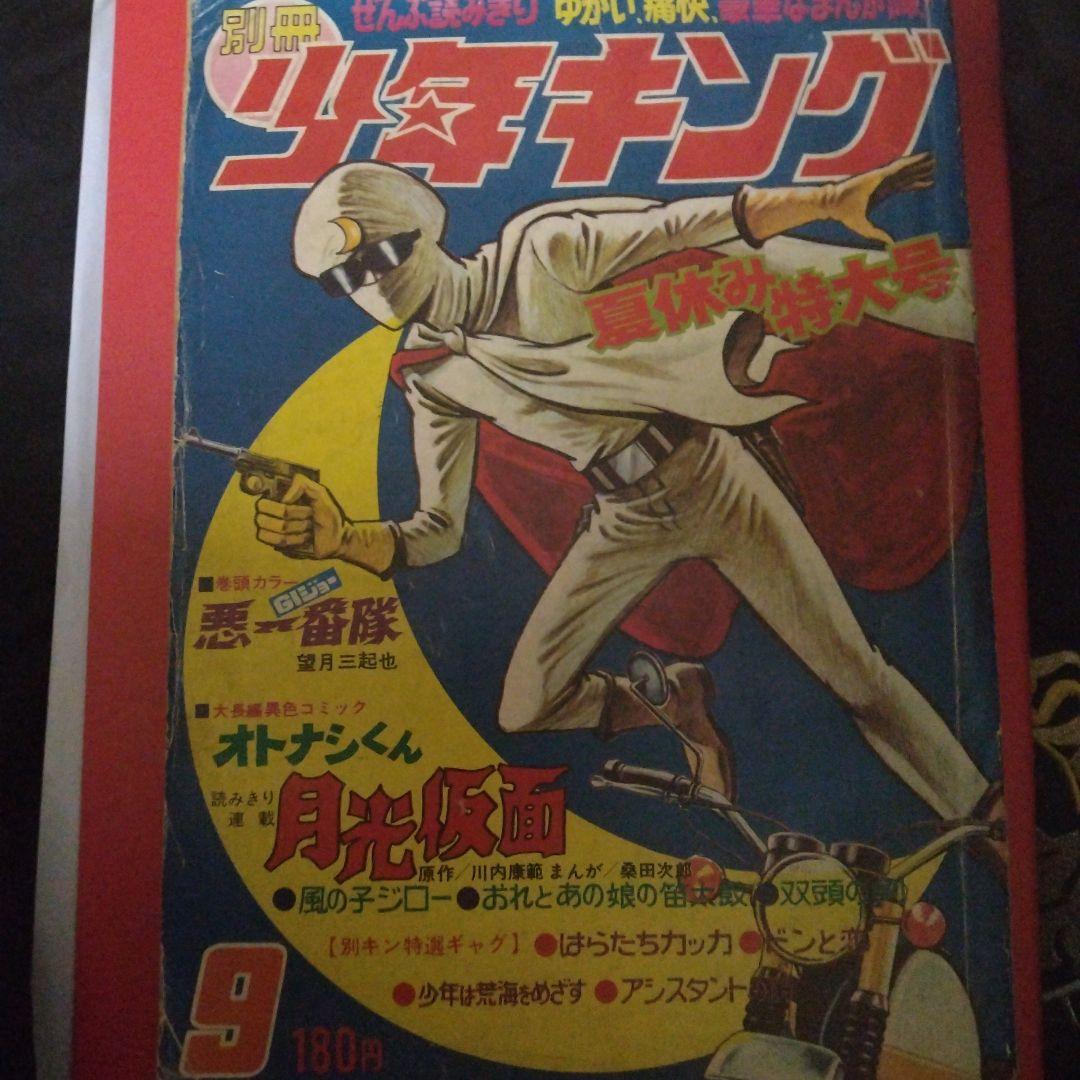 ぜんぶ読みきり ゆかい、痛快、豪華なまんが陣
別冊
少年キング
夏休み特大号
■巻頭カラー
GIジョー
悪一番隊
望月三起也
■大長編異色コミック
オトナシくん
読みきり
連載
月光仮面
原作/川内康範 まんが/桑田次郎
●風の子ジロー●おれとあの娘の笛太鼓●双頭の
【別キン特選ギャグ】●はらたちカッカ●ドンと
●少年は荒海をめざす●アシスタント
9
180円